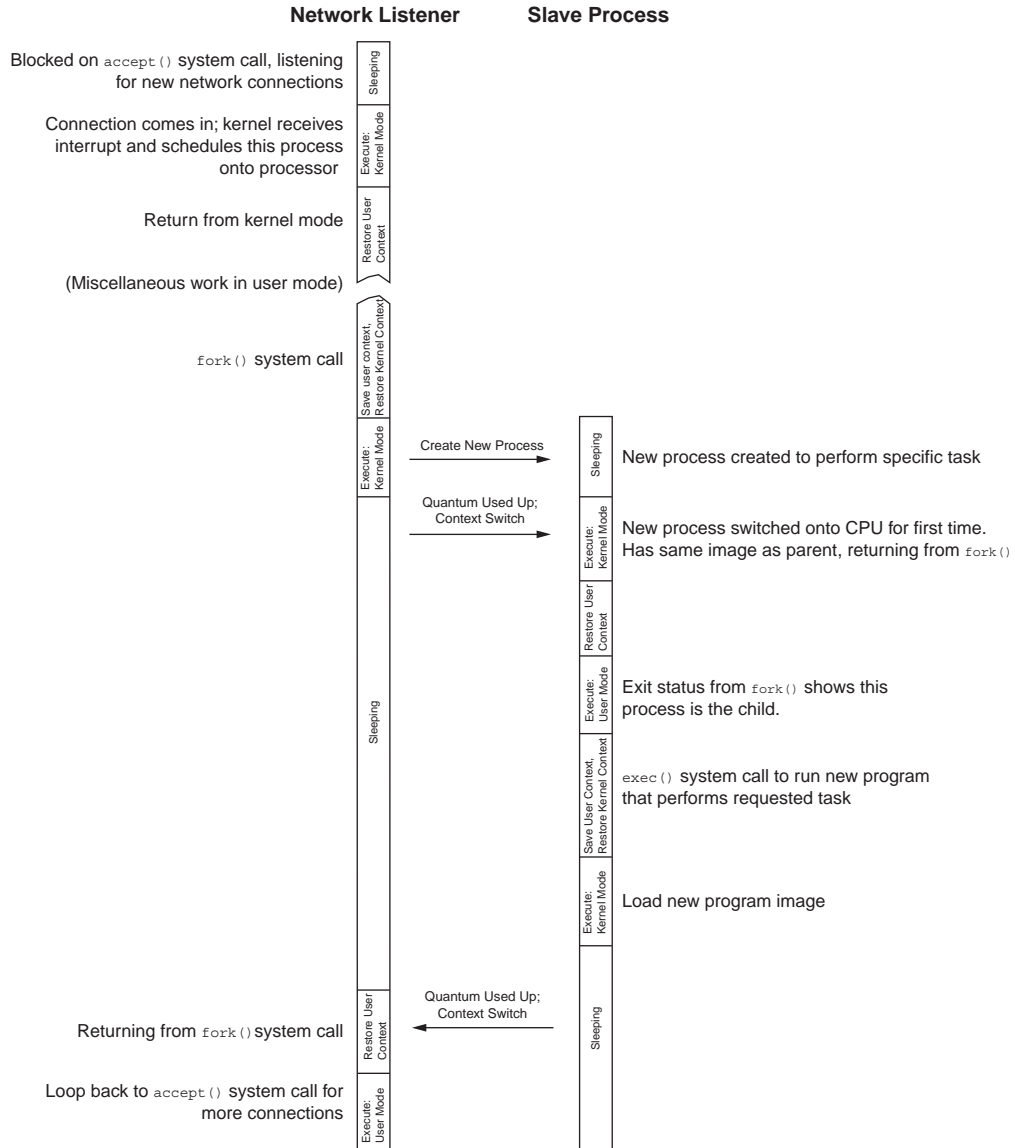 Network Listener
Slave Process
Blocked on accept() system call, listening
for new network connections
Sleeping
Connection comes in; kernel receives
interrupt and schedules this process
onto processor
Execute:
Kernel Mode
Return from kernel mode
Restore User
Context
(Miscellaneous work in user mode)
fork() system call
Save user context,
Restore Kernel Context
Execute:
Kernel Mode
Create New Process
Sleeping
New process created to perform specific task
Quantum Used Up;
Context Switch
Execute:
Kernel Mode
New process switched onto CPU for first time.
Has same image as parent, returning from fork()
Restore User
Context
Sleeping
Execute:
User Mode
Exit status from fork() shows this
process is the child.
Save User Context,
Restore Kernel Context
exec() system call to run new program
that performs requested task
Execute:
Kernel Mode
Load new program image
Returning from fork() system call
Restore User
Context
Quantum Used Up;
Context Switch
Sleeping
Loop back to accept() system call for
more connections
Execute:
User Mode